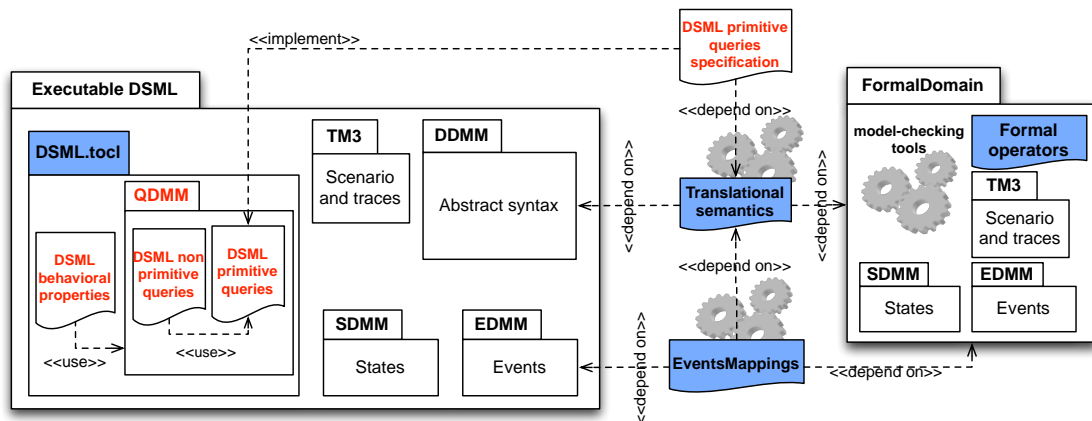 DSML primitive
queries
specification
<<implement>>
Executable DSML
FormalDomain
<<depend on>>
DSML.tocl
TM3
Scenario
and traces
DDMM
Abstract syntax
model-checking
tools
Formal
operators
QDMM
<<depend on>>
Translational
semantics
<<depend on>>
TM3
Scenario
and traces
DSML
behavioral
properties
DSML non
primitive
queries
DSML
primitive
queries
<<depend on>>
SDMM
States
EDMM
Events
SDMM
States
EDMM
Events
<<use>>
<<use>>
<<depend on>>
EventsMappings
<<depend on>>